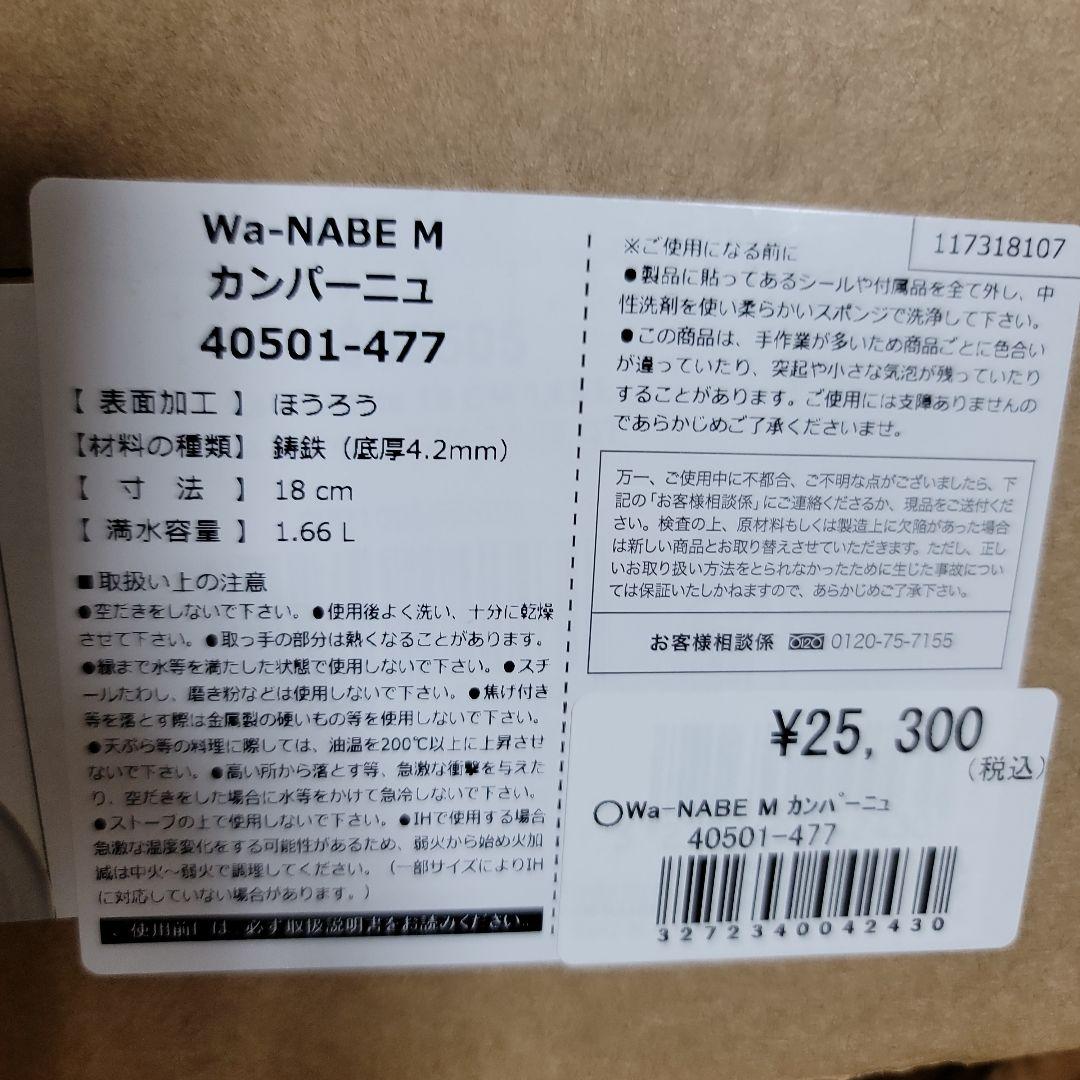 Wa-NABE M
カンパーニュ
40501-477
【 表面加工 】 ほうろう
【材料の種類】 鋳鉄（底厚4.2mm）
【 寸 法 】 18 cm
【 満水容量 】 1.66 L
■取扱い上の注意
●空だきをしないで下さい。●使用後よく洗い、十分に乾燥
させて下さい。●取っ手の部分は熱くなることがあります。
●縁まで水等を満たした状態で使用しないで下さい。●スチ
ールたわし、磨き粉などは使用しないで下さい。●焦げ付き
等を落とす際は金属製の硬いもの等を使用しないで下さい。
●天ぷら等の料理に際しては、油温を200℃以上に上昇させ
ないで下さい。●高い所から落とす等、急激な衝撃を与えた
り、空だきをした場合に水等をかけて急冷しないで下さい。
●ストーブの上で使用しないで下さい。●IHで使用する場合
急激な温度変化をする可能性があるため、弱火から始め火加
減は中火～弱火で調理してください。（一部サイズによりIH
に対応していない場合があります。）
使用前には 必ず取扱説明書をお読みください。
117318107
※ご使用になる前に
●製品に貼ってあるシールや付属品を全て外し、中
性洗剤を使い柔らかいスポンジで洗浄して下さい。
●この商品は、手作業が多いため商品ごとに色合い
が違っていたり、突起や小さな気泡が残っていたり
することがあります。ご使用には支障ありませんの
であらかじめご了承くださいませ。
万一、ご使用中に不都合、ご不明な点がございましたら、下
記の「お客様相談係」にご連絡くださるか、現品をご送付くだ
さい。検査の上、原材料もしくは製造上に欠陥があった場合
は新しい商品とお取り替えさせていただきます。ただし、正し
いお取り扱い方法をとられなかったために生じた事故につい
ては保証いたしかねますので、あらかじめご了承下さい。
お客様相談係 0120-75-7155
¥25,300
(税込)
○Wa-NABE M カンパーニュ
40501-477
3272340042430